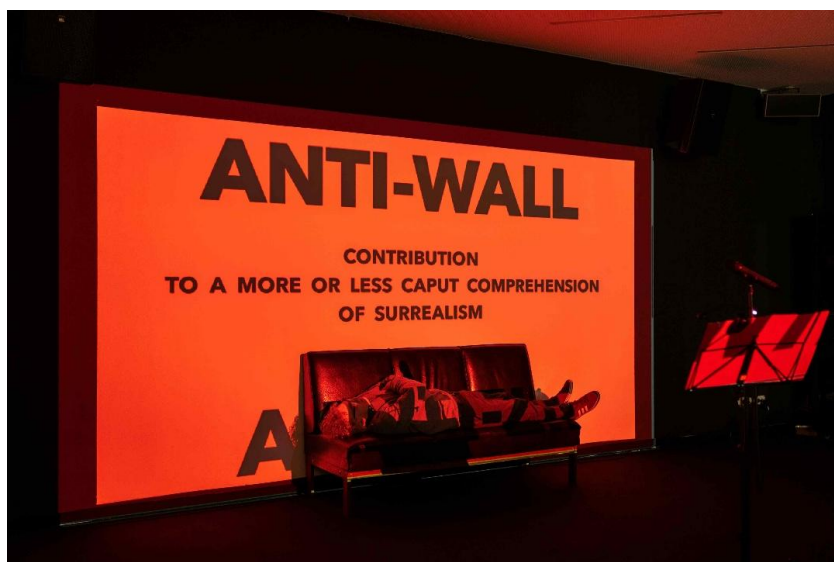 ANTI-WALL
CONTRIBUTION
TO A MORE OR LESS CAPUT COMPREHENSION
OF SURREALISM
A